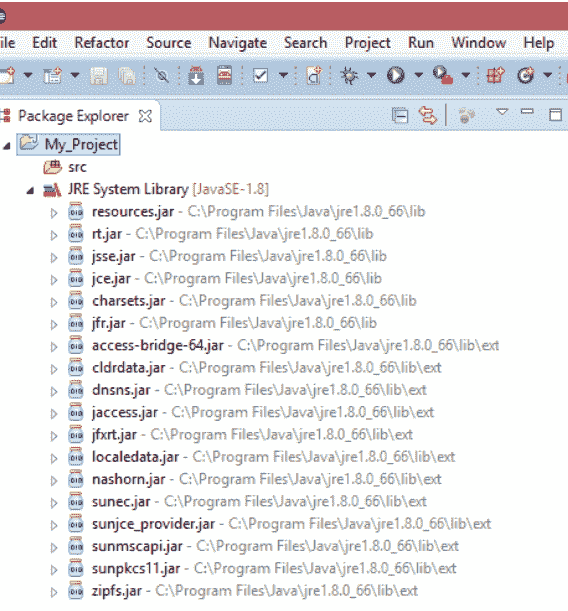 ile Edit Refactor Source Navigate Search Project Run Window Help
Package Explorer
My_Project
src
JRE System Library [JavaSE-1.8]
resources.jar - C:\Program Files\Java\jre1.8.0_66\lib
rt.jar - C:\Program Files\Java\jre1.8.0_66\lib
jsse.jar - C:\Program Files\Java\jre1.8.0_66\lib
jce.jar - C:\Program Files\Java\jre1.8.0_66\lib
charsets.jar - C:\Program Files\Java\jre1.8.0_66\lib
jfr.jar - C:\Program Files\Java\jre1.8.0_66\lib
access-bridge-64.jar - C:\Program Files\Java\jre1.8.0_66\lib\ext
cldrdata.jar - C:\Program Files\Java\jre1.8.0_66\lib\ext
dnsns.jar - C:\Program Files\Java\jre1.8.0_66\lib\ext
jaccess.jar - C:\Program Files\Java\jre1.8.0_66\lib\ext
jfxrt.jar - C:\Program Files\Java\jre1.8.0_66\lib\ext
localedata.jar - C:\Program Files\Java\jre1.8.0_66\lib\ext
nashorn.jar - C:\Program Files\Java\jre1.8.0_66\lib\ext
sunec.jar - C:\Program Files\Java\jre1.8.0_66\lib\ext
sunjce_provider.jar - C:\Program Files\Java\jre1.8.0_66\lib\ext
sunmscapi.jar - C:\Program Files\Java\jre1.8.0_66\lib\ext
sunpkcs11.jar - C:\Program Files\Java\jre1.8.0_66\lib\ext
zipfs.jar - C:\Program Files\Java\jre1.8.0_66\lib\ext